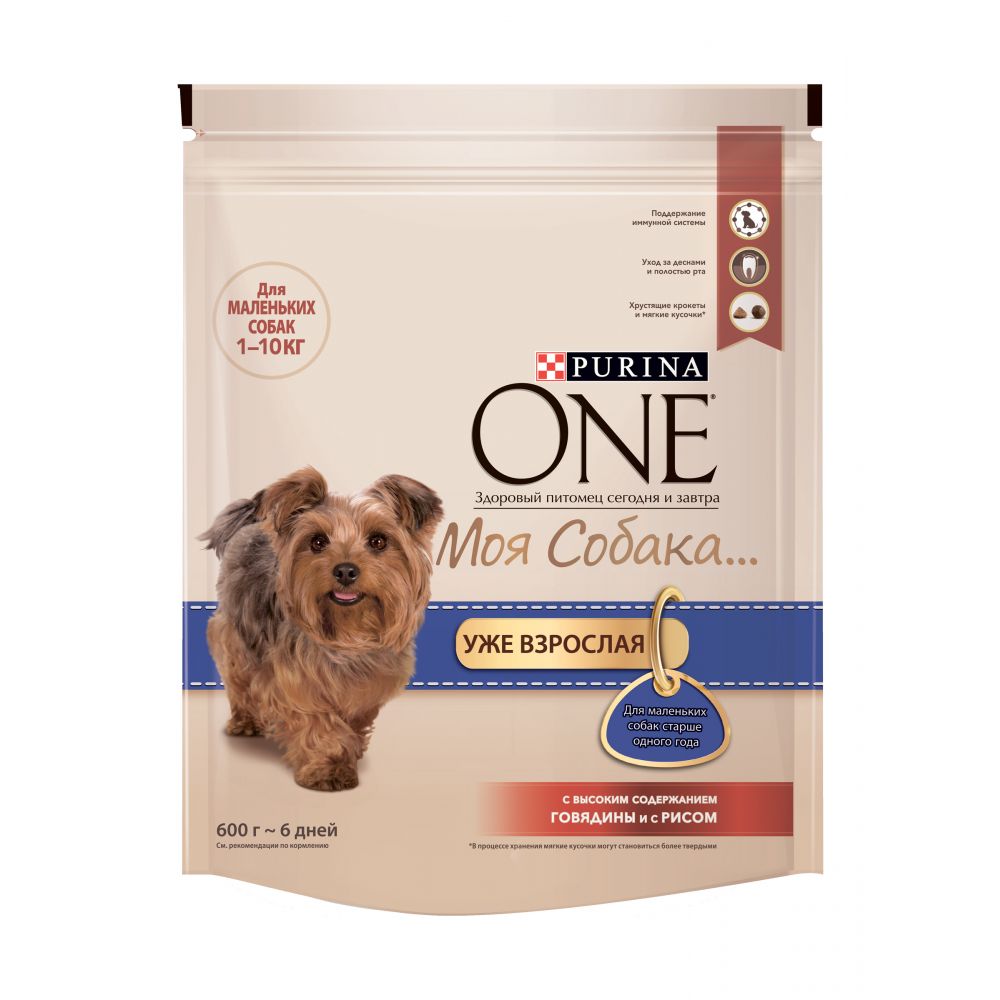 Поддержание
иммунной системы
Уход за деснами
и полостью рта
Хрустящие крокеты
и мягкие кусочки*
Для
МАЛЕНЬКИХ
СОБАК
1–10 КГ
PURINA
ONE®
Здоровый питомец сегодня и завтра
Моя Собака...
УЖЕ ВЗРОСЛАЯ
Для маленьких
собак старше
одного года
С ВЫСОКИМ СОДЕРЖАНИЕМ
ГОВЯДИНЫ и с РИСОМ
600 г ~ 6 дней
См. рекомендации по кормлению
*В процессе хранения мягкие кусочки могут становиться более твердыми